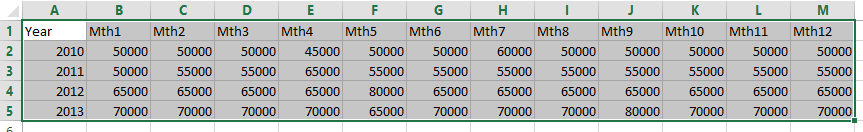 A B C D E F G H I J K L M
1 Year Mth1 Mth2 Mth3 Mth4 Mth5 Mth6 Mth7 Mth8 Mth9 Mth10 Mth11 Mth12
2 2010 50000 50000 50000 45000 50000 50000 60000 50000 50000 50000 50000 50000
3 2011 50000 55000 55000 65000 55000 55000 55000 55000 55000 55000 55000 55000
4 2012 65000 65000 65000 65000 80000 65000 65000 65000 65000 65000 65000 65000
5 2013 70000 70000 70000 70000 65000 70000 70000 70000 80000 70000 70000 70000
6